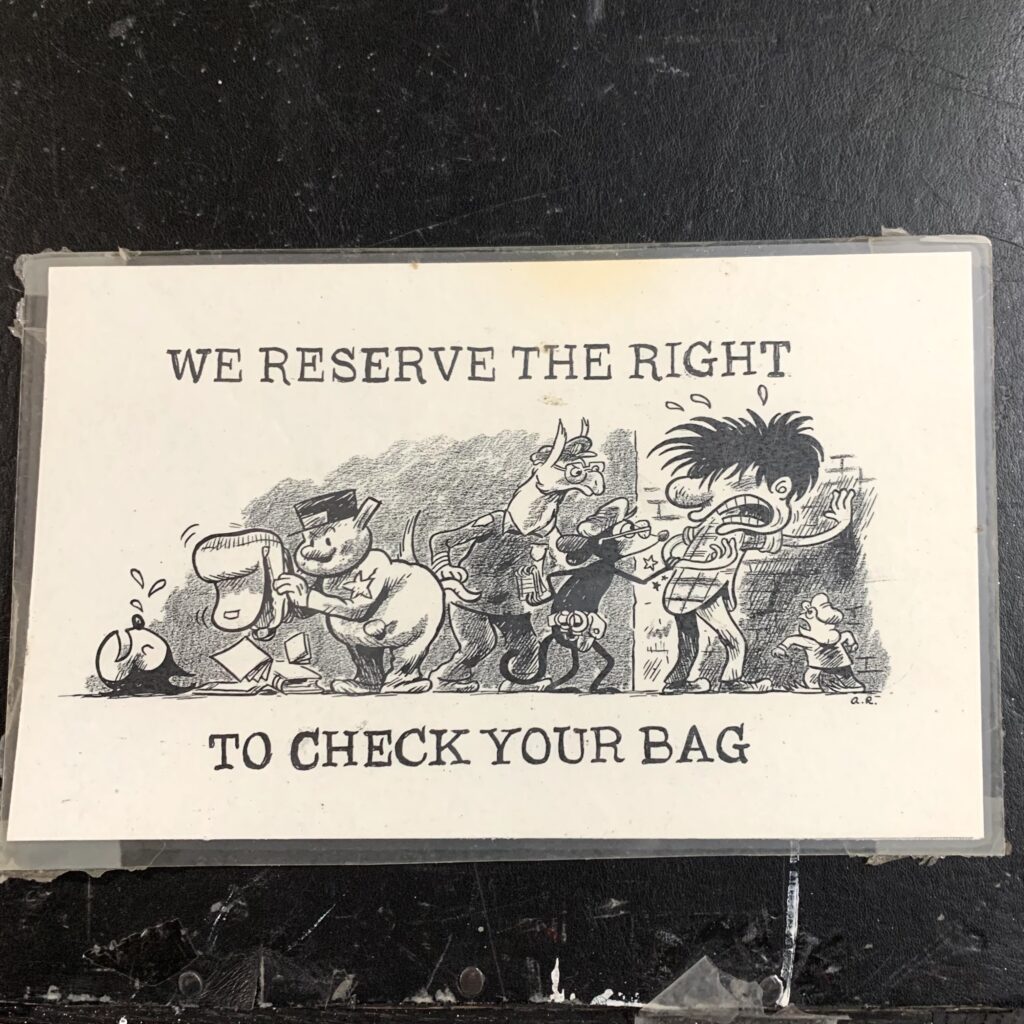 WE RESERVE THE RIGHT
a.R.
TO CHECK YOUR BAG